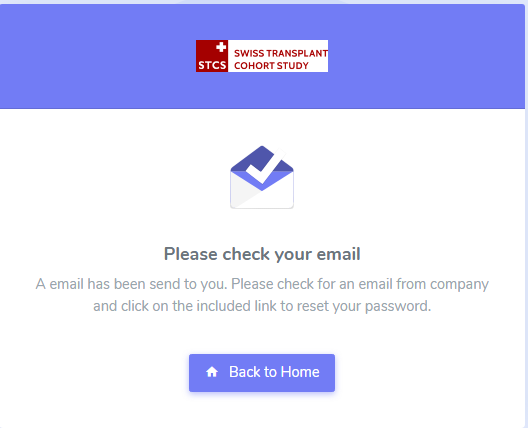 STCS
SWISS TRANSPLANT
COHORT STUDY
Please check your email
A email has been send to you. Please check for an email from company
and click on the included link to reset your password.
Back to Home